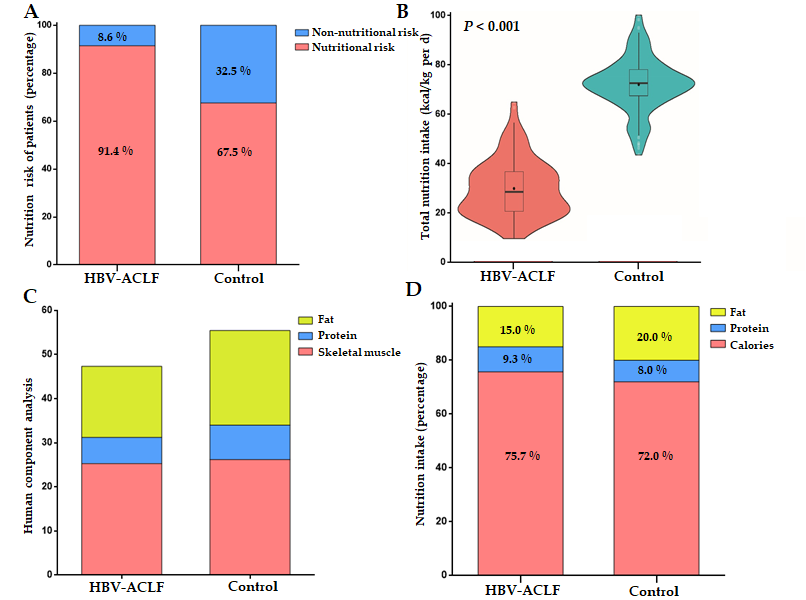 A
Nutrition risk of patients (percentage)
100
80
60
40
20
0
8.6 %
91.4 %
32.5 %
67.5 %
HBV-ACLF
Control
Non-nutritional risk
Nutritional risk
B
P < 0.001
Total nutrition intake (kcal/kg per d)
100
80
60
40
20
0
HBV-ACLF
Control
C
Human component analysis
60
50
40
30
20
10
0
HBV-ACLF
Control
Fat
Protein
Skeletal muscle
D
Nutrition intake (percentage)
100
80
60
40
20
0
15.0 %
9.3 %
75.7 %
20.0 %
8.0 %
72.0 %
HBV-ACLF
Control
Fat
Protein
Calories